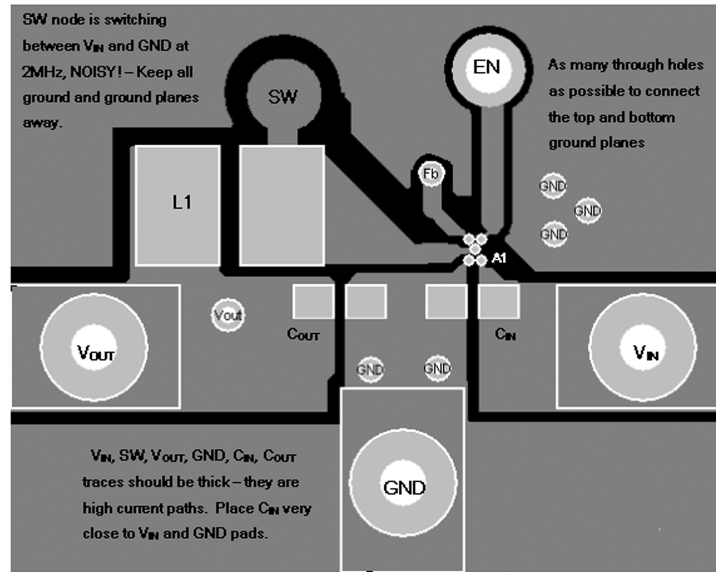 SW node is switching
between VIN and GND at
2MHz, NOISY! – Keep all
ground and ground planes
away.
SW
EN
As many through holes
as possible to connect
the top and bottom
ground planes
Fb
L1
GND
GND
GND
A1
VOUT
Vout
COUT
CIN
VIN
GND
GND
VIN, SW, VOUT, GND, CIN, COUT
traces should be thick – they are
high current paths. Place CIN very
close to VIN and GND pads.
GND